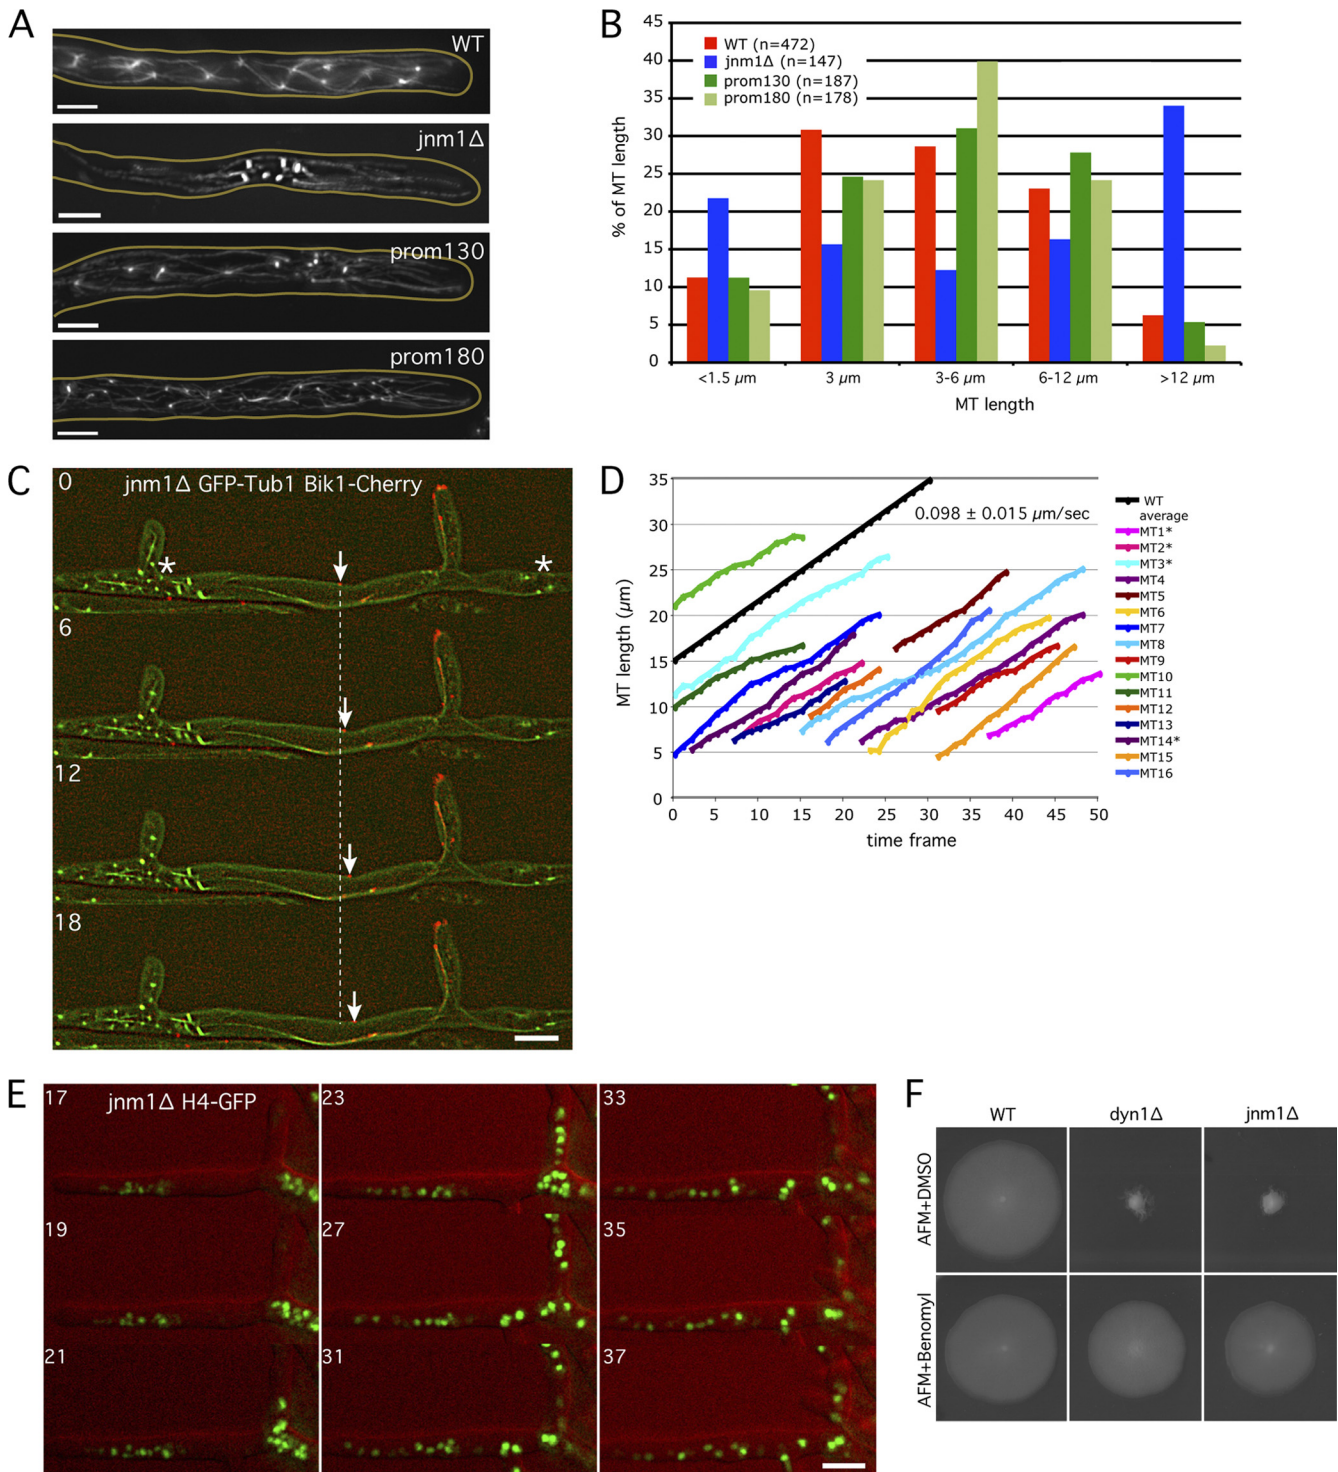 A
WT
jnm1Δ
prom130
prom180
B
45
40
35
30
25
20
15
10
5
0
% of MT length
WT (n=472)
jnm1Δ (n=147)
prom130 (n=187)
prom180 (n=178)
<1.5 μm
3 μm
3-6 μm
6-12 μm
>12 μm
MT length
C
0
jnm1Δ GFP-Tub1 Bik1-Cherry
*
*
6
12
18
D
35
30
25
20
15
10
5
0
MT length (μm)
0.098 ± 0.015 μm/sec
0
5
10
15
20
25
30
35
40
45
50
time frame
WT
average
MT1*
MT2*
MT3*
MT4
MT5
MT6
MT7
MT8
MT9
MT10
MT11
MT12
MT13
MT14*
MT15
MT16
E
17
jnm1Δ H4-GFP
23
33
19
27
35
21
31
37
F
WT
dyn1Δ
jnm1Δ
AFM+DMSO
AFM+Benomyl